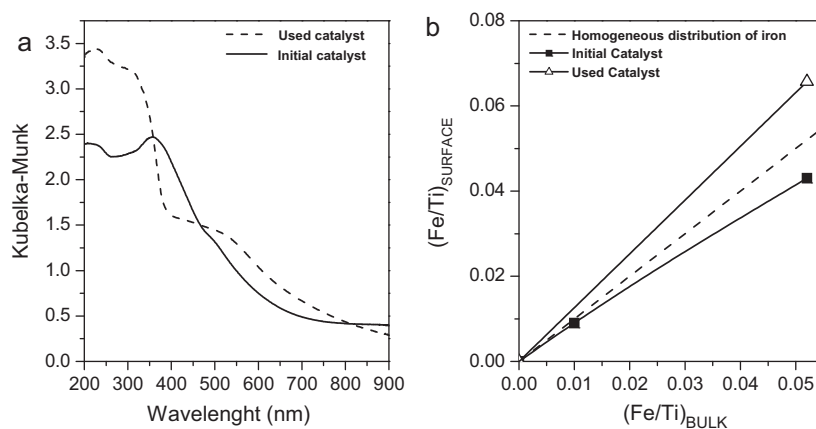 a
Used catalyst
Initial catalyst
3.5
3.0
2.5
2.0
1.5
1.0
0.5
0.0
Kubelka-Munk
200 300 400 500 600 700 800 900
Wavelenght (nm)
b
Homogeneous distribution of iron
Initial Catalyst
Used Catalyst
0.08
0.06
0.04
0.02
0.00
(Fe/Ti)SURFACE
0.00 0.01 0.02 0.03 0.04 0.05
(Fe/Ti)BULK